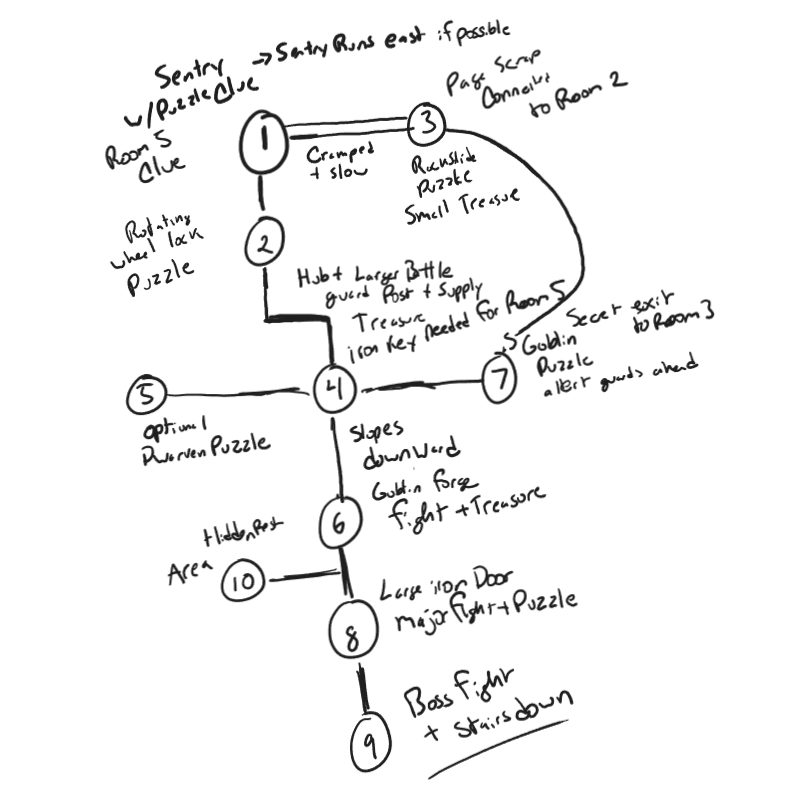 Sentry → Sentry Runs east if possible
w/Puzzle Clue
Room 5
Clue
1
Cramped
+ slow
3
Page Scrap
Connected
to Room 2
Rockslide
Puzzle
Small Treasure
2
Rotating
wheel lock
Puzzle
Hub + Larger Battle
guard Post + Supply
Treasure
iron key needed for Room 5
4
5
optional
Dwarven Puzzle
7
S
Secret exit
to Room 3
Goblin
Puzzle
alert guards ahead
Slopes
downward
Goblin Forge
fight + Treasure
6
Hidden Rest
Area
10
Large iron Door
major fight + Puzzle
8
Boss Fight
+ Stairs down
9